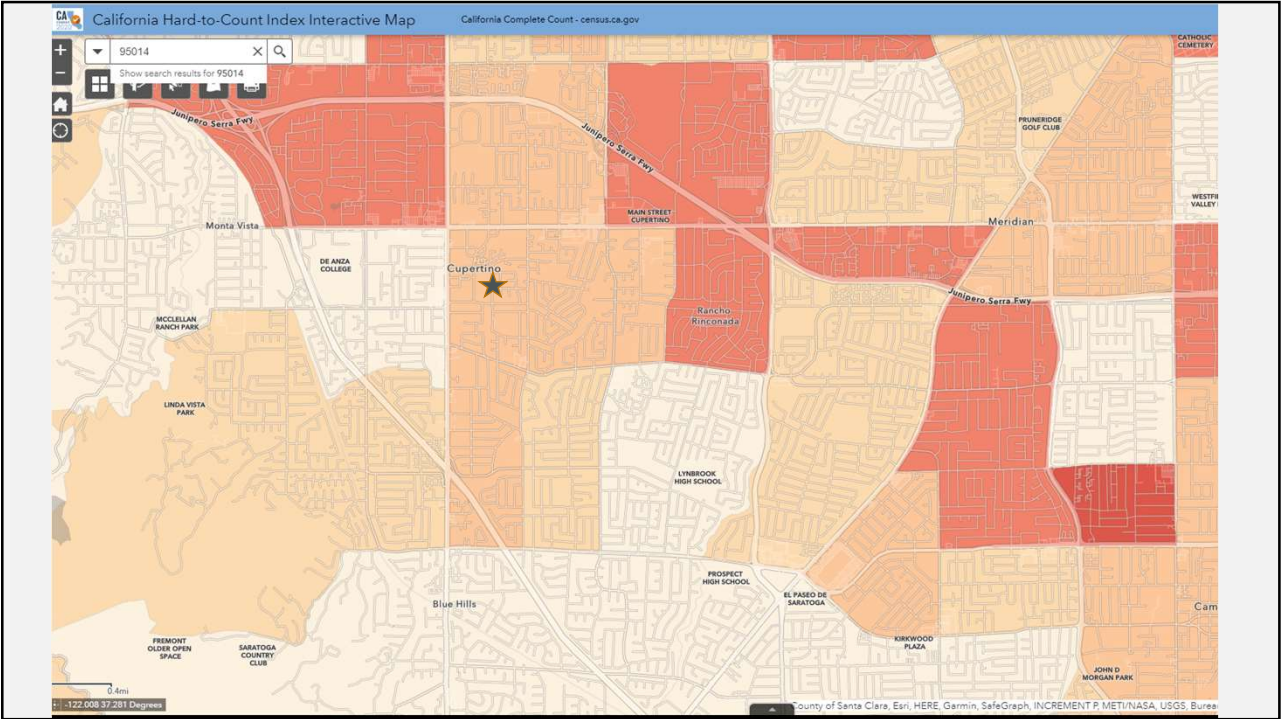 CA
California Hard-to-Count Index Interactive Map
California Complete Count - census.ca.gov
+
95014
Show search results for 95014
−
CATHOLIC
CEMETERY
Junipero Serra Fwy
Junipero Serra Fwy
PRUNERIDGE
GOLF CLUB
WESTFI
VALLEY
MAIN STREET
CUPERTINO
Monta Vista
Meridian
DE ANZA
COLLEGE
Cupertino
Junipero Serra Fwy
MCCLELLAN
RANCH PARK
Rancho
Rinconada
LINDA VISTA
PARK
LYNBROOK
HIGH SCHOOL
PROSPECT
HIGH SCHOOL
EL PASEO DE
SARATOGA
Blue Hills
Cam
FREMONT
OLDER OPEN
SPACE
SARATOGA
COUNTRY
CLUB
KIRKWOOD
PLAZA
JOHN D
MORGAN PARK
0.4mi
-122.008 37.281 Degrees
County of Santa Clara, Esri, HERE, Garmin, SafeGraph, INCREMENT P, METI/NASA, USGS, Burea